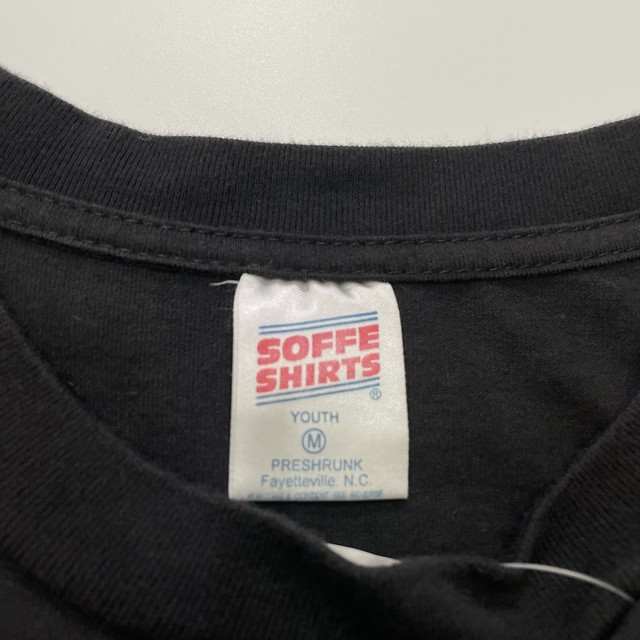 SOFFE
SHIRTS®
YOUTH
M
PRESHRUNK
Fayetteville, N.C.